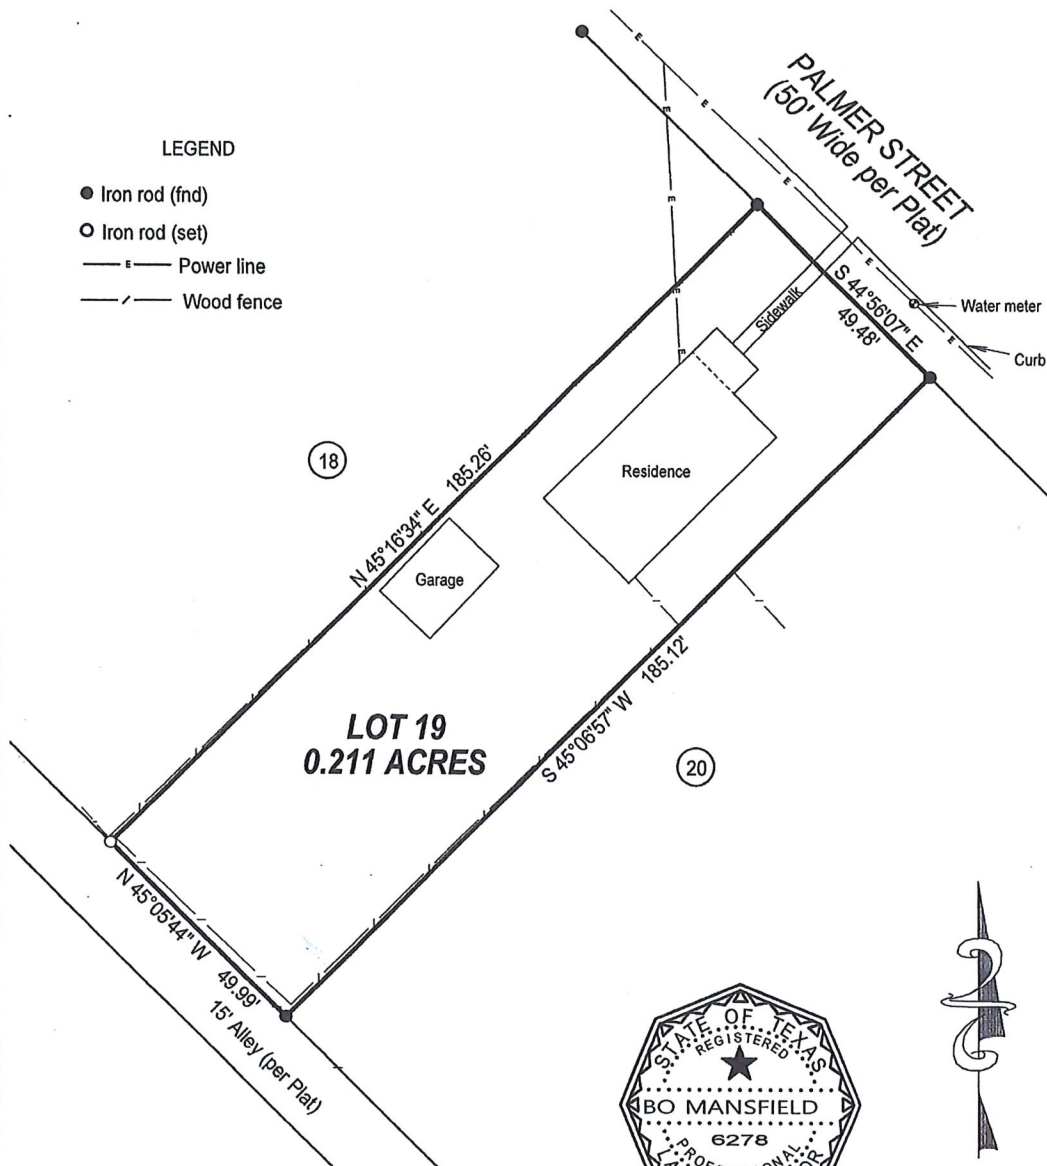 PALMER STREET
(50' Wide per Plat)
LEGEND
Iron rod (fnd)
Iron rod (set)
E Power line
Wood fence
E
E
E
E
E
E
E
E
E
S 44°56'07" E
49.48'
Water meter
Curb
Sidewalk
Residence
18
N 45°16'34" E 185.26'
Garage
LOT 19
0.211 ACRES
S 45°06'57" W 185.12'
20
N 45°05'44" W 49.99'
15' Alley (per Plat)
STATE OF TEXAS
REGISTERED
BO MANSFIELD
6278
PROFESSIONAL